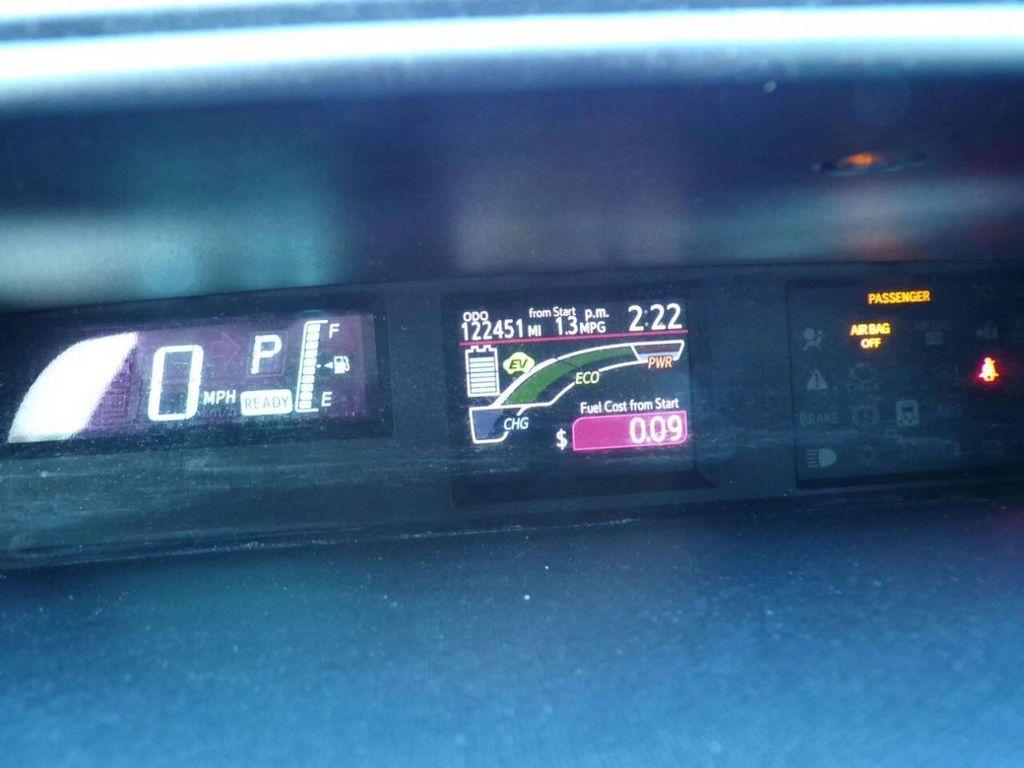 0 MPH
P
READY
F
E
ODO from Start p.m.
122451 MI 1.3 MPG 2:22
EV
PWR
ECO
CHG
Fuel Cost from Start
$ 0.09
PASSENGER
AIR BAG
OFF
BRAKE